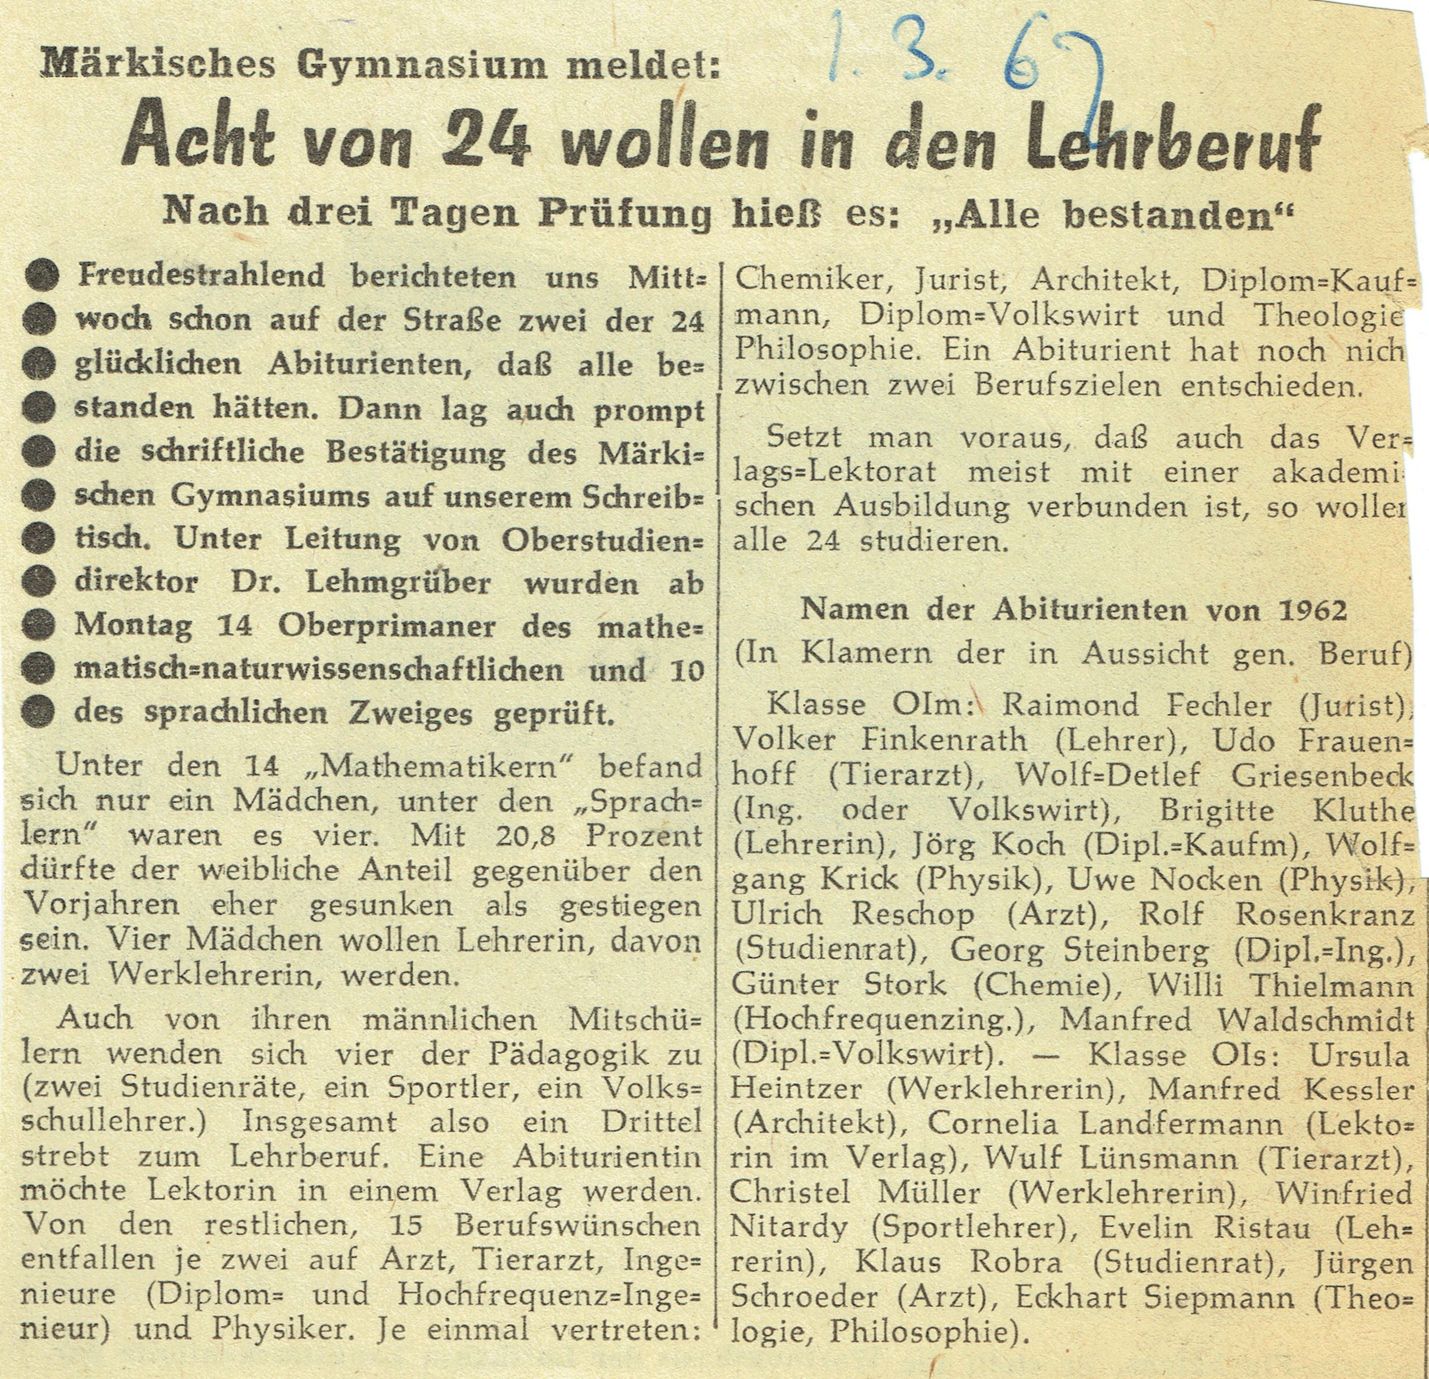 Märkisches Gymnasium meldet:
1. 3. 62
Acht von 24 wollen in den Lehrberuf
Nach drei Tagen Prüfung hieß es: „Alle bestanden“
● Freudestrahlend berichteten uns Mitt=
● woch schon auf der Straße zwei der 24
● glücklichen Abiturienten, daß alle be=
● standen hätten. Dann lag auch prompt
● die schriftliche Bestätigung des Märki=
● schen Gymnasiums auf unserem Schreib=
● tisch. Unter Leitung von Oberstudien=
● direktor Dr. Lehmgrüber wurden ab
● Montag 14 Oberprimaner des mathe=
● matisch=naturwissenschaftlichen und 10
● des sprachlichen Zweiges geprüft.
Unter den 14 „Mathematikern“ befand
sich nur ein Mädchen, unter den „Sprach=
lern“ waren es vier. Mit 20,8 Prozent
dürfte der weibliche Anteil gegenüber den
Vorjahren eher gesunken als gestiegen
sein. Vier Mädchen wollen Lehrerin, davon
zwei Werklehrerin, werden.
Auch von ihren männlichen Mitschü=
lern wenden sich vier der Pädagogik zu
(zwei Studienräte, ein Sportler, ein Volks=
schullehrer.) Insgesamt also ein Drittel
strebt zum Lehrberuf. Eine Abiturientin
möchte Lektorin in einem Verlag werden.
Von den restlichen, 15 Berufswünschen
entfallen je zwei auf Arzt, Tierarzt, Inge=
nieure (Diplom= und Hochfrequenz=Inge=
nieur) und Physiker. Je einmal vertreten:
Chemiker, Jurist, Architekt, Diplom=Kauf=
mann, Diplom=Volkswirt und Theologie
Philosophie. Ein Abiturient hat noch nich
zwischen zwei Berufszielen entschieden.
Setzt man voraus, daß auch das Ver=
lags=Lektorat meist mit einer akademi
schen Ausbildung verbunden ist, so woller
alle 24 studieren.
Namen der Abiturienten von 1962
(In Klamern der in Aussicht gen. Beruf)
Klasse OIm: Raimond Fechler (Jurist),
Volker Finkenrath (Lehrer), Udo Frauen=
hoff (Tierarzt), Wolf=Detlef Griesenbeck
(Ing. oder Volkswirt), Brigitte Kluthe
(Lehrerin), Jörg Koch (Dipl.=Kaufm), Wolf=
gang Krick (Physik), Uwe Nocken (Physik),
Ulrich Reschop (Arzt), Rolf Rosenkranz
(Studienrat), Georg Steinberg (Dipl.=Ing.),
Günter Stork (Chemie), Willi Thielmann
(Hochfrequenzing.), Manfred Waldschmidt
(Dipl.=Volkswirt). — Klasse OIs: Ursula
Heintzer (Werklehrerin), Manfred Kessler
(Architekt), Cornelia Landfermann (Lekto=
rin im Verlag), Wulf Lünsmann (Tierarzt),
Christel Müller (Werklehrerin), Winfried
Nitardy (Sportlehrer), Evelin Ristau (Leh=
rerin), Klaus Robra (Studienrat), Jürgen
Schroeder (Arzt), Eckhart Siepmann (Theo=
logie, Philosophie).